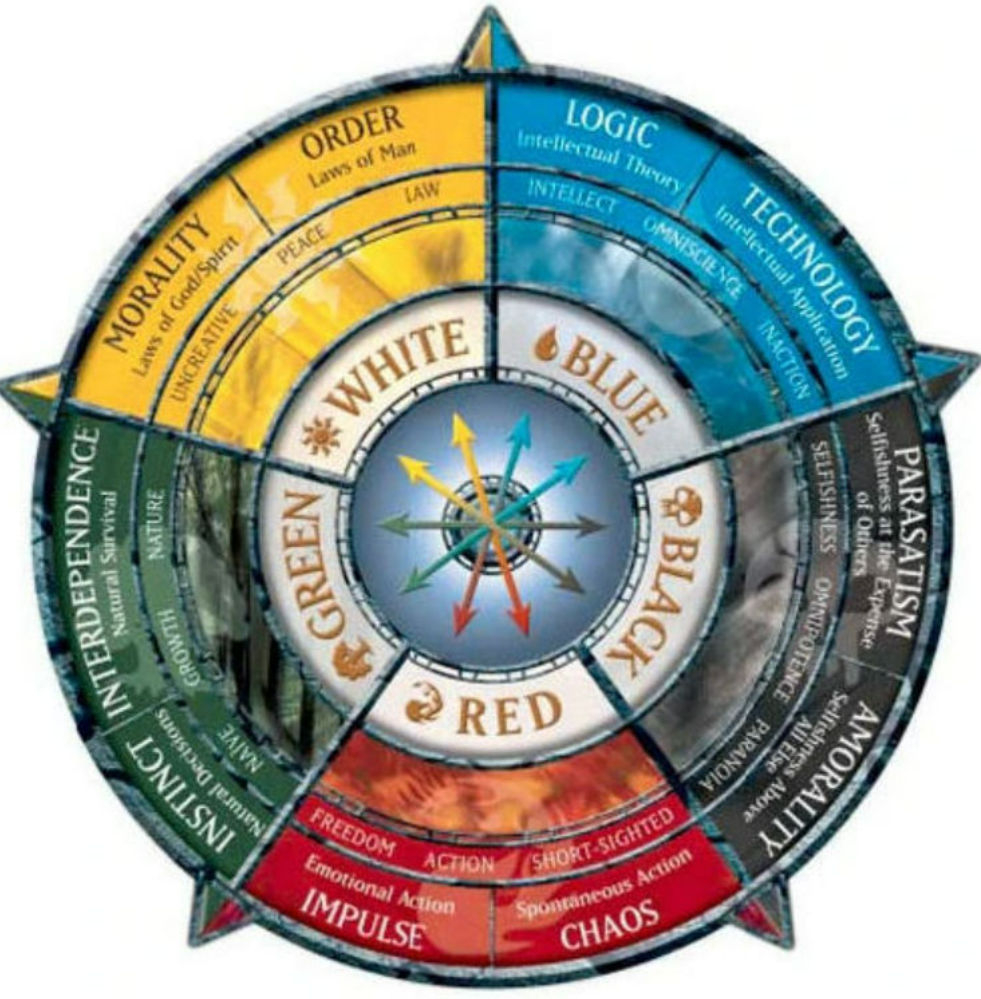 ORDER
Laws of Man
LAW
PEACE
MORALITY
Laws of God/Spirit
UNCREATIVE
WHITE
LOGIC
Intellectual Theory
INTELLECT
TECHNOLOGY
Intellectual Application
OMNISCIENCE
INACTION
BLUE
PARASATISM
Selfishness at the Expense
of Others
SELFISHNESS
OMNIPOTENCE
AMORALITY
Selfishness Above
All Else
PARANOIA
BLACK
RED
FREEDOM
ACTION
SHORT-SIGHTED
Emotional Action
IMPULSE
Spontaneous Action
CHAOS
GREEN
INTERDEPENDENCE
Natural Survival
NATURE
GROWTH
INSTINCT
Natural Decisions
NAÏVE